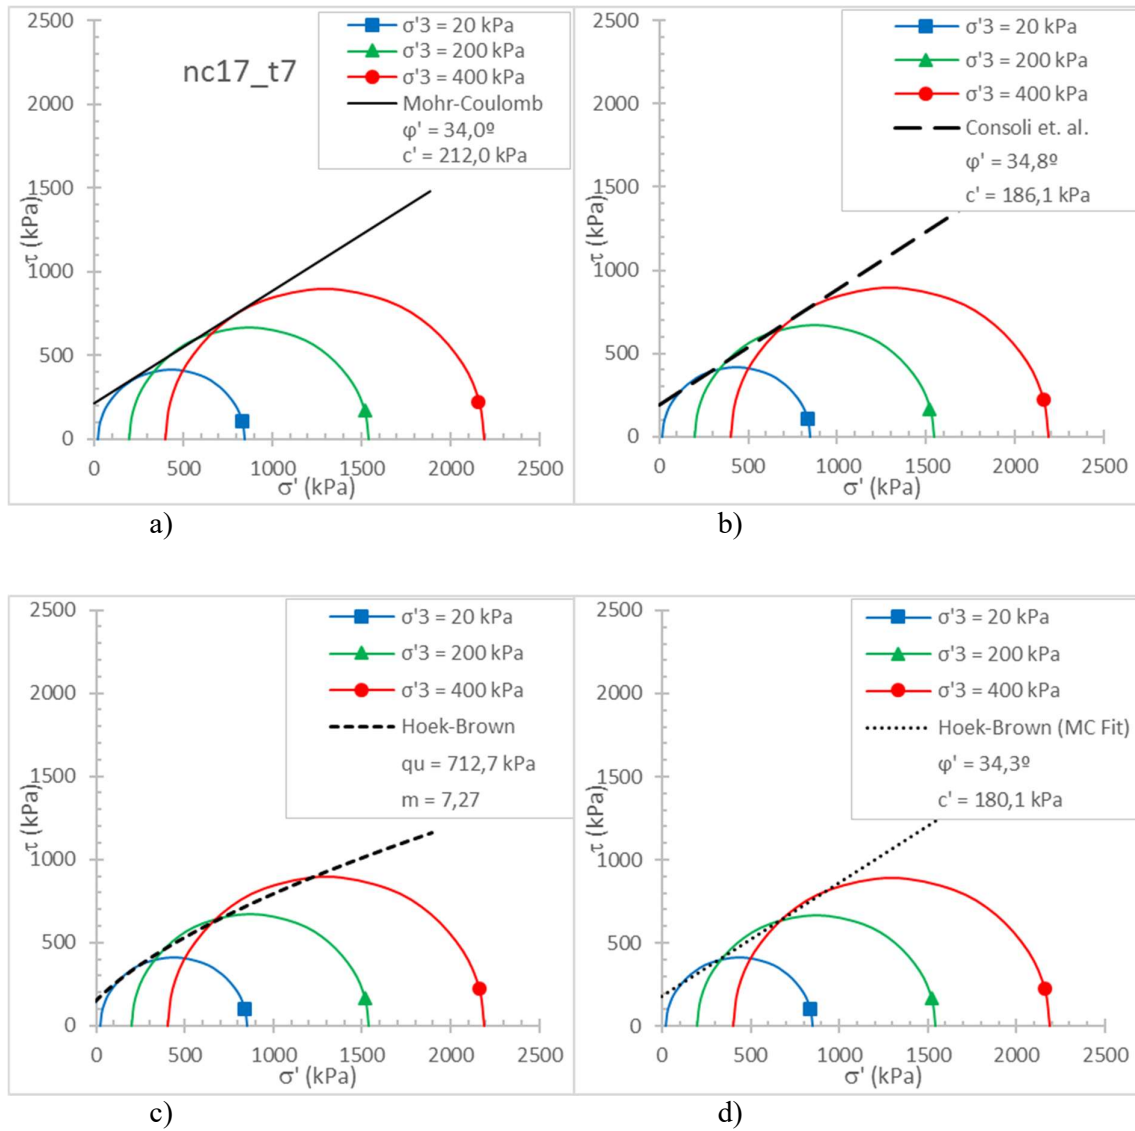 2500
2000
1500
1000
500
0
τ (kPa)
nc17_t7
σ'3 = 20 kPa
σ'3 = 200 kPa
σ'3 = 400 kPa
Mohr-Coulomb
φ' = 34,0º
c' = 212,0 kPa
0 500 1000 1500 2000 2500
σ' (kPa)
a)
2500
2000
1500
1000
500
0
τ (kPa)
σ'3 = 20 kPa
σ'3 = 200 kPa
σ'3 = 400 kPa
Consoli et. al.
φ' = 34,8º
c' = 186,1 kPa
0 500 1000 1500 2000 2500
σ' (kPa)
b)
2500
2000
1500
1000
500
0
τ (kPa)
σ'3 = 20 kPa
σ'3 = 200 kPa
σ'3 = 400 kPa
Hoek-Brown
qu = 712,7 kPa
m = 7,27
0 500 1000 1500 2000 2500
σ' (kPa)
c)
2500
2000
1500
1000
500
0
τ (kPa)
σ'3 = 20 kPa
σ'3 = 200 kPa
σ'3 = 400 kPa
Hoek-Brown (MC Fit)
φ' = 34,3º
c' = 180,1 kPa
0 500 1000 1500 2000 2500
σ' (kPa)
d)